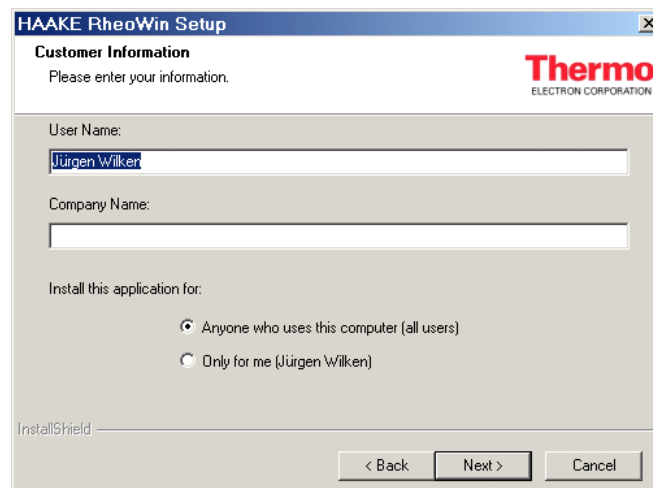 HAAKE RheoWin Setup
Customer Information
Please enter your information.
Thermo
ELECTRON CORPORATION
User Name:
Jürgen Wilken
Company Name:
Install this application for:
Anyone who uses this computer (all users)
Only for me (Jürgen Wilken)
InstallShield
< Back Next > Cancel